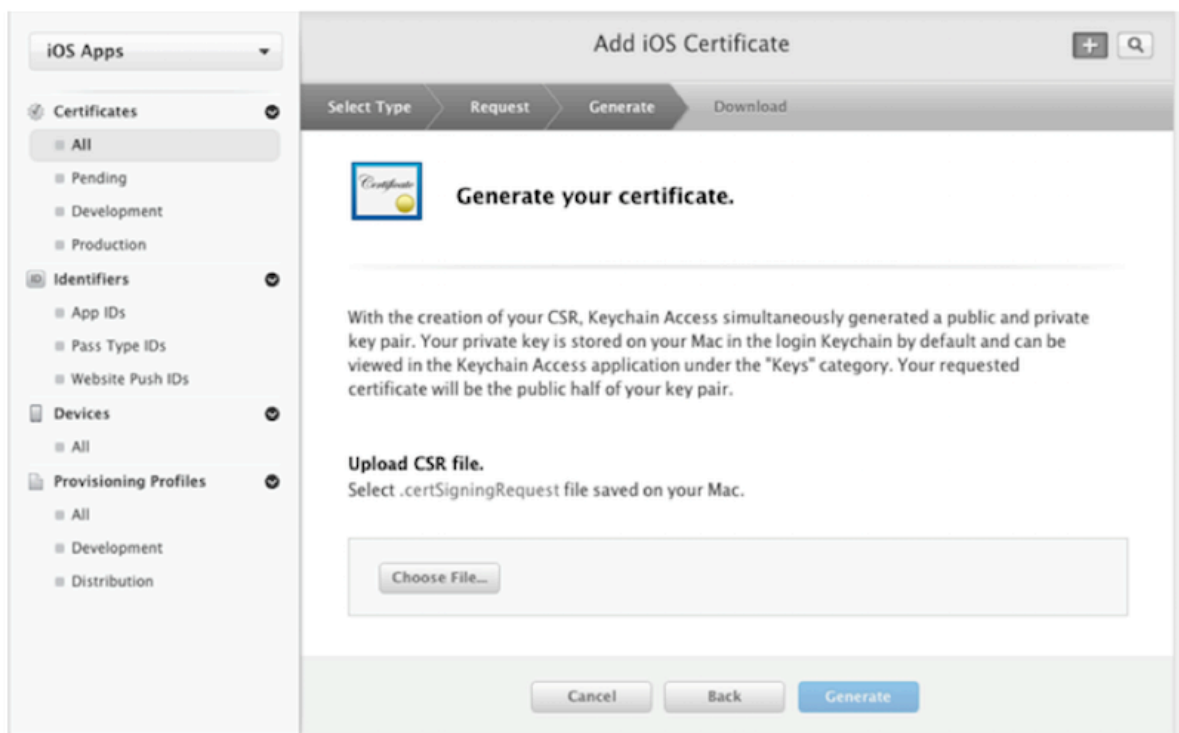 iOS Apps
Certificates
All
Pending
Development
Production
ID
Identifiers
App IDs
Pass Type IDs
Website Push IDs
Devices
All
Provisioning Profiles
All
Development
Distribution
Add iOS Certificate
Select Type
Request
Generate
Download
Certificate
Generate your certificate.
With the creation of your CSR, Keychain Access simultaneously generated a public and private
key pair. Your private key is stored on your Mac in the login Keychain by default and can be
viewed in the Keychain Access application under the "Keys" category. Your requested
certificate will be the public half of your key pair.
Upload CSR file.
Select .certSigningRequest file saved on your Mac.
Choose File...
Cancel
Back
Generate